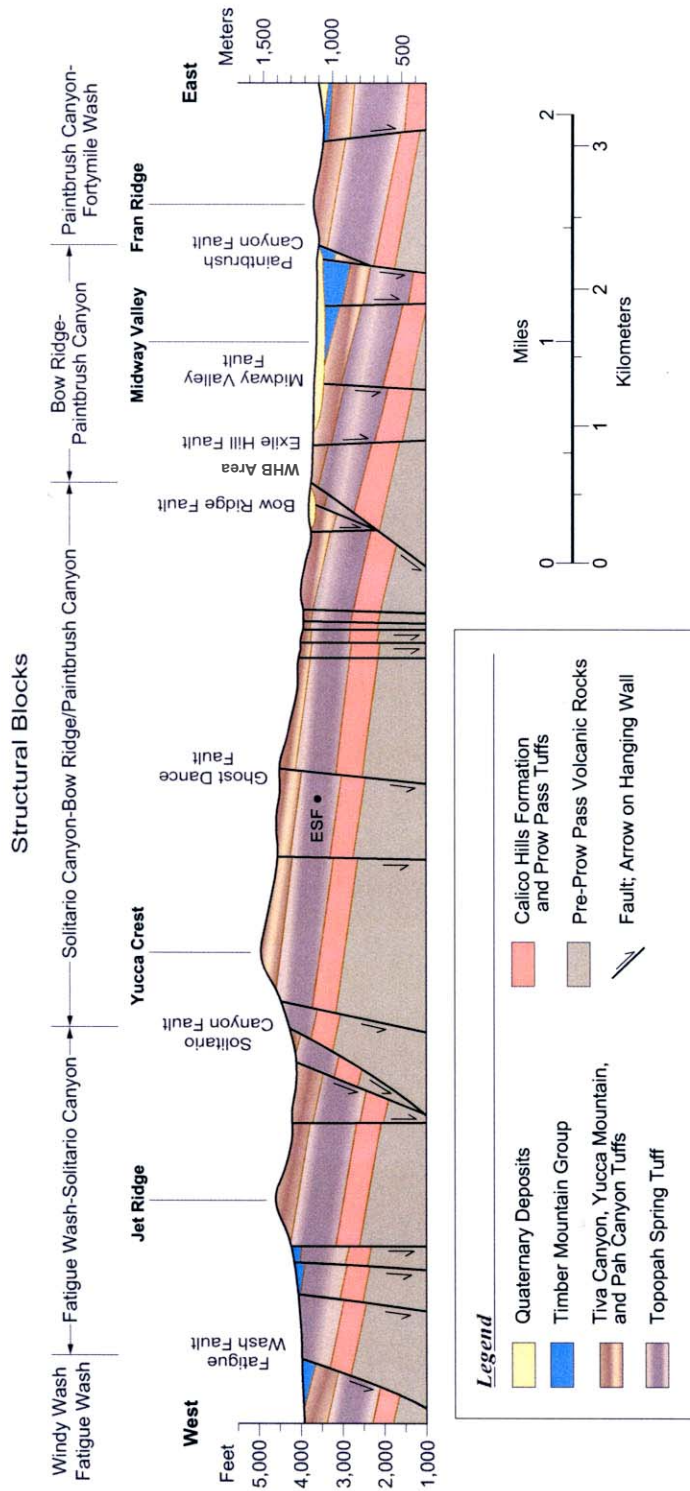 Structural Blocks
Windy Wash
Fatigue Wash
Fatigue Wash-Solitario Canyon
Solitario Canyon-Bow Ridge/Paintbrush Canyon
Bow Ridge-
Paintbrush Canyon
Paintbrush Canyon-
Fortymile Wash
West
Jet Ridge
Yucca Crest
Midway Valley
Fran Ridge
East
Feet
5,000
4,000
3,000
2,000
1,000
Fatigue
Wash Fault
Solitario
Canyon Fault
Ghost Dance
Fault
Bow Ridge Fault
WHB Area
Exile Hill Fault
Midway Valley
Fault
Paintbrush
Canyon Fault
Meters
1,500
1,000
500
ESF
Legend
Quaternary Deposits
Timber Mountain Group
Tiva Canyon, Yucca Mountain,
and Pah Canyon Tuffs
Topopah Spring Tuff
Calico Hills Formation
and Prow Pass Tuffs
Pre-Prow Pass Volcanic Rocks
Fault; Arrow on Hanging Wall
Miles
0 1 1 2
0 1 2 3
Kilometers